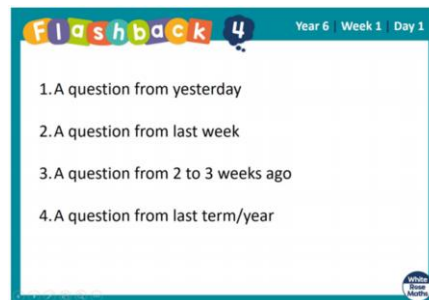 Flashback 4
Year 6 Week 1 Day 1
1. A question from yesterday
2. A question from last week
3. A question from 2 to 3 weeks ago
4. A question from last term/year
White
Rose
Maths